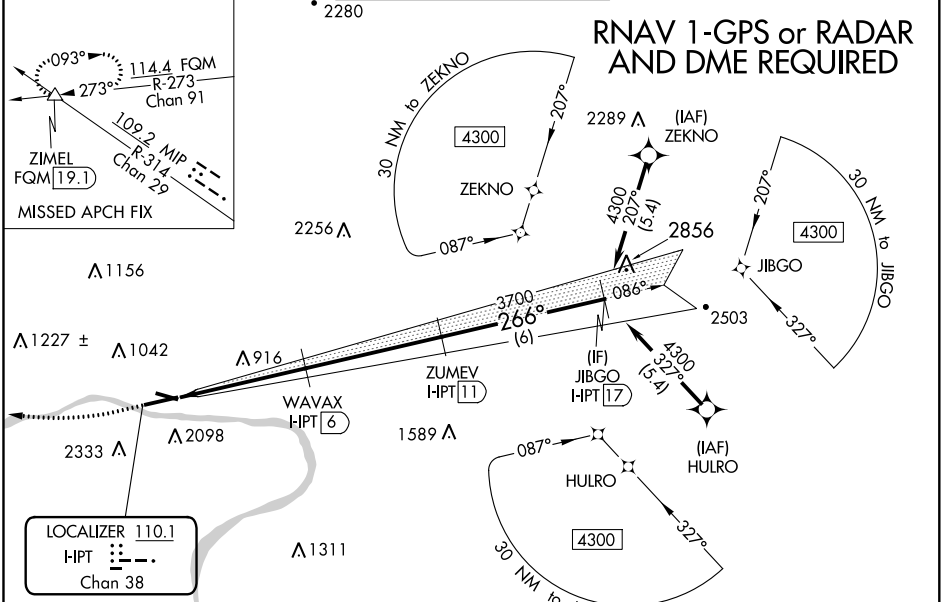 2280
RNAV 1-GPS or RADAR
AND DME REQUIRED
093°
273°
114.4 FQM
R-273
Chan 91
109.2 MIP
R-314
Chan 29
ZIMEL
FQM 19.1
MISSED APCH FIX
30 NM to ZEKNO
4300
207°
ZEKNO
087°
2289
(IAF)
ZEKNO
4300
207°
(5.4)
2856
207°
30 NM to JIBGO
4300
JIBGO
327°
2256
1156
1227 ±
1042
916
3700
266°
(6)
086°
2503
WAVAX
I-IPT 6
ZUMEV
I-IPT 11
(IF)
JIBGO
I-IPT 17
4300
327°
(5.4)
(IAF)
HULRO
2333
2098
1589
087°
HULRO
327°
4300
30 NM to
LOCALIZER 110.1
I-IPT
Chan 38
1311